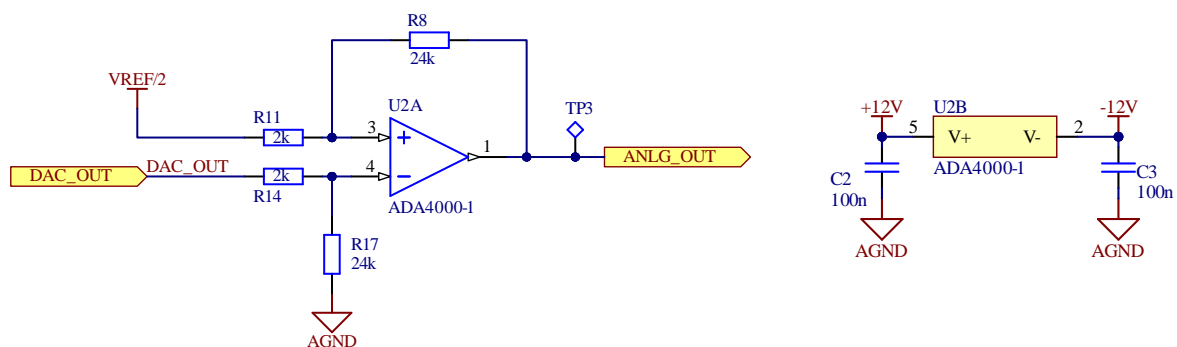 R8
24k
VREF/2
R11
2k
U2A
3
+
1
TP3
ANLG_OUT
DAC_OUT
DAC_OUT
2k
R14
4
−
ADA4000-1
R17
24k
AGND
+12V
U2B
-12V
5
V+
V-
2
ADA4000-1
C2
100n
C3
100n
AGND
AGND